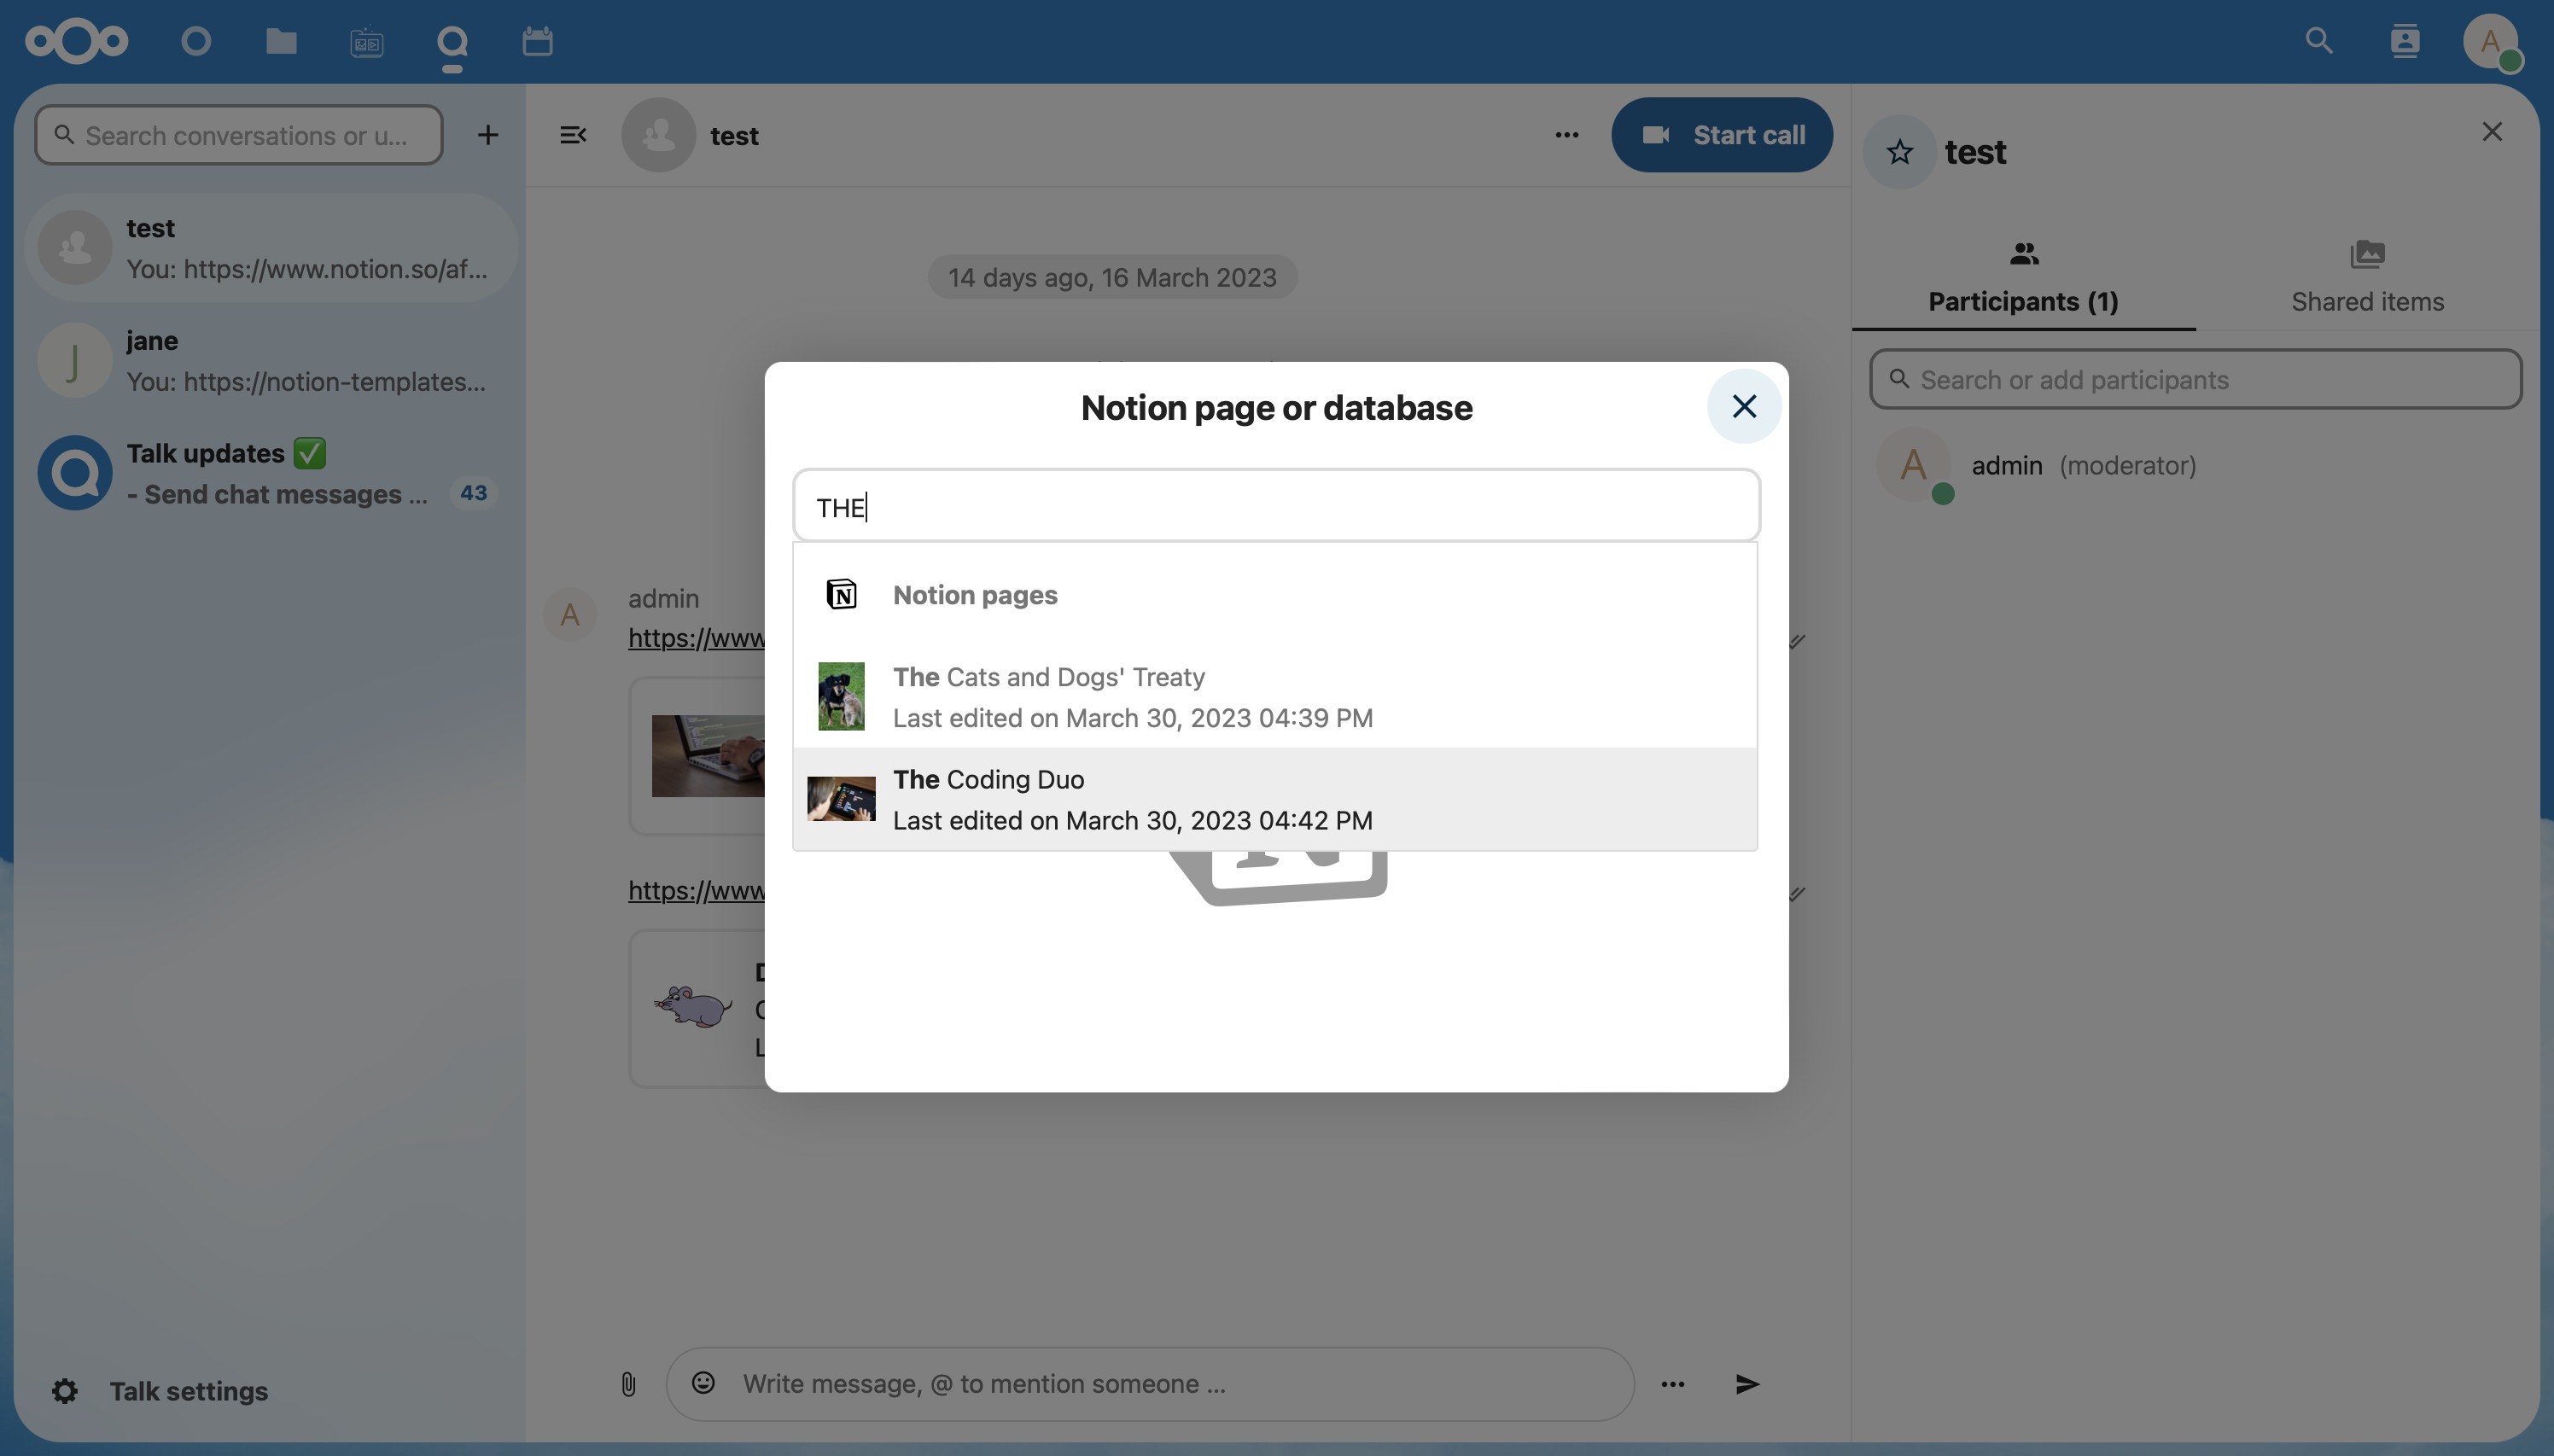 A
Search conversations or u...
test
You: https://www.notion.so/af...
jane
J
You: https://notion-templates...
Talk updates ✅
- Send chat messages ...
43
Talk settings
test
Start call
14 days ago, 16 March 2023
A
admin
https://www
https://www
Notion page or database
THE
N
Notion pages
The Cats and Dogs' Treaty
Last edited on March 30, 2023 04:39 PM
The Coding Duo
Last edited on March 30, 2023 04:42 PM
Write message, @ to mention someone ...
test
Participants (1)
Shared items
Search or add participants
A
admin (moderator)